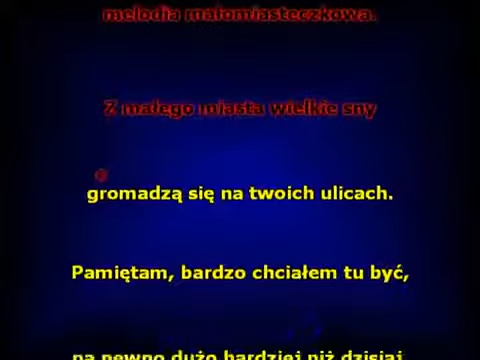 melodia małomiasteczkowa.
Z małego miasta wielkie sny
gromadzą się na twoich ulicach.
Pamiętam, bardzo chciałem tu być,
na pewno dużo bardziej niż dzisiaj.